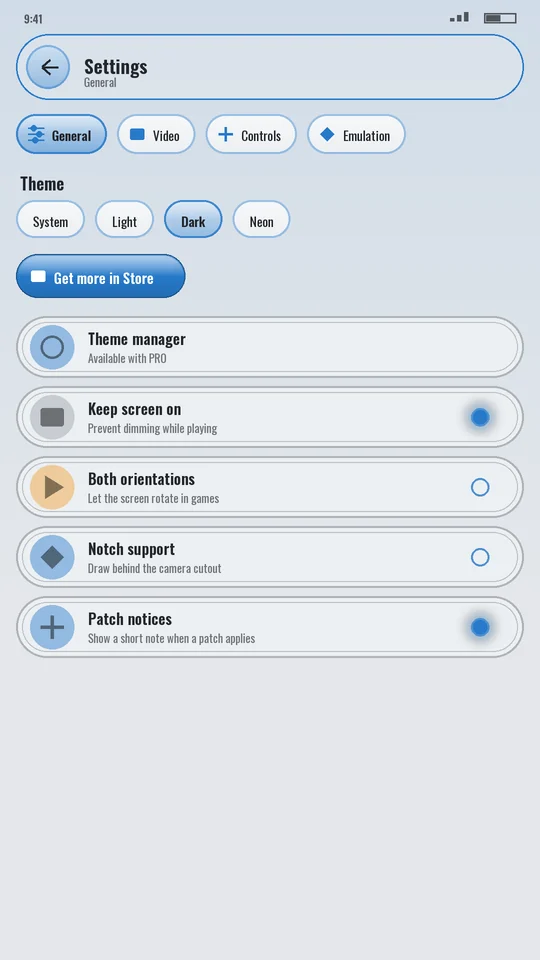 9:41
Settings
General
General
Video
Controls
Emulation
Theme
System
Light
Dark
Neon
Get more in Store
Theme manager
Available with PRO
Keep screen on
Prevent dimming while playing
Both orientations
Let the screen rotate in games
Notch support
Draw behind the camera cutout
Patch notices
Show a short note when a patch applies